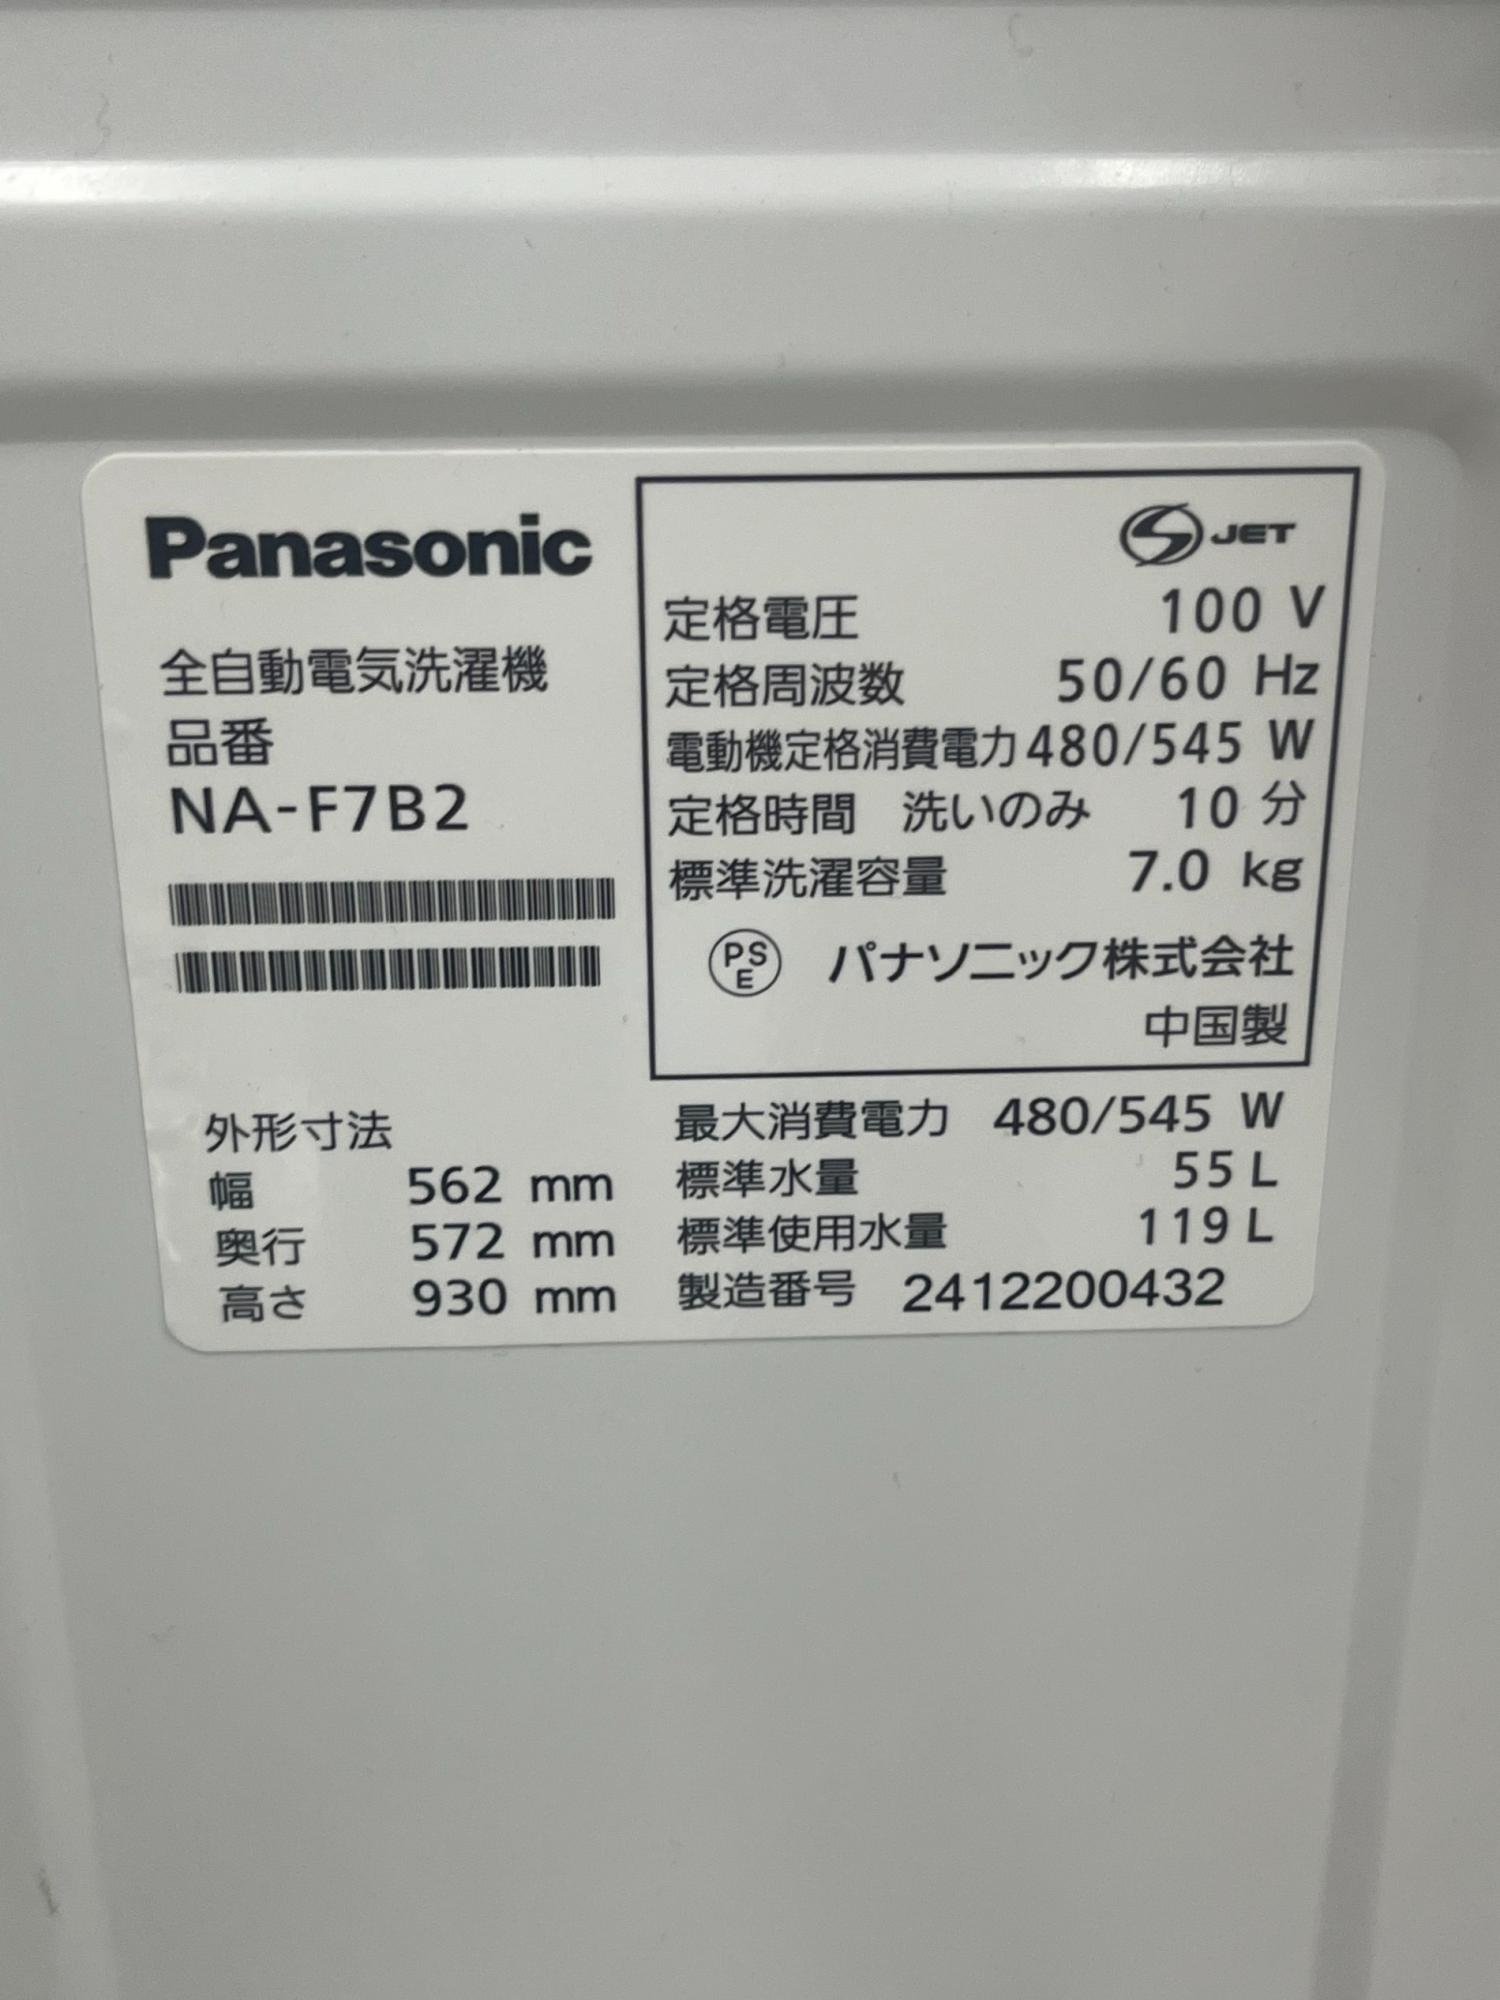 Panasonic
全自動電気洗濯機
品番
NA-F7B2
JET
定格電圧 100 V
定格周波数 50/60 Hz
電動機定格消費電力 480/545 W
定格時間 洗いのみ 10 分
標準洗濯容量 7.0 kg
PS
E
パナソニック株式会社
中国製
外形寸法
幅 562 mm
奥行 572 mm
高さ 930 mm
最大消費電力 480/545 W
標準水量 55 L
標準使用水量 119 L
製造番号 2412200432